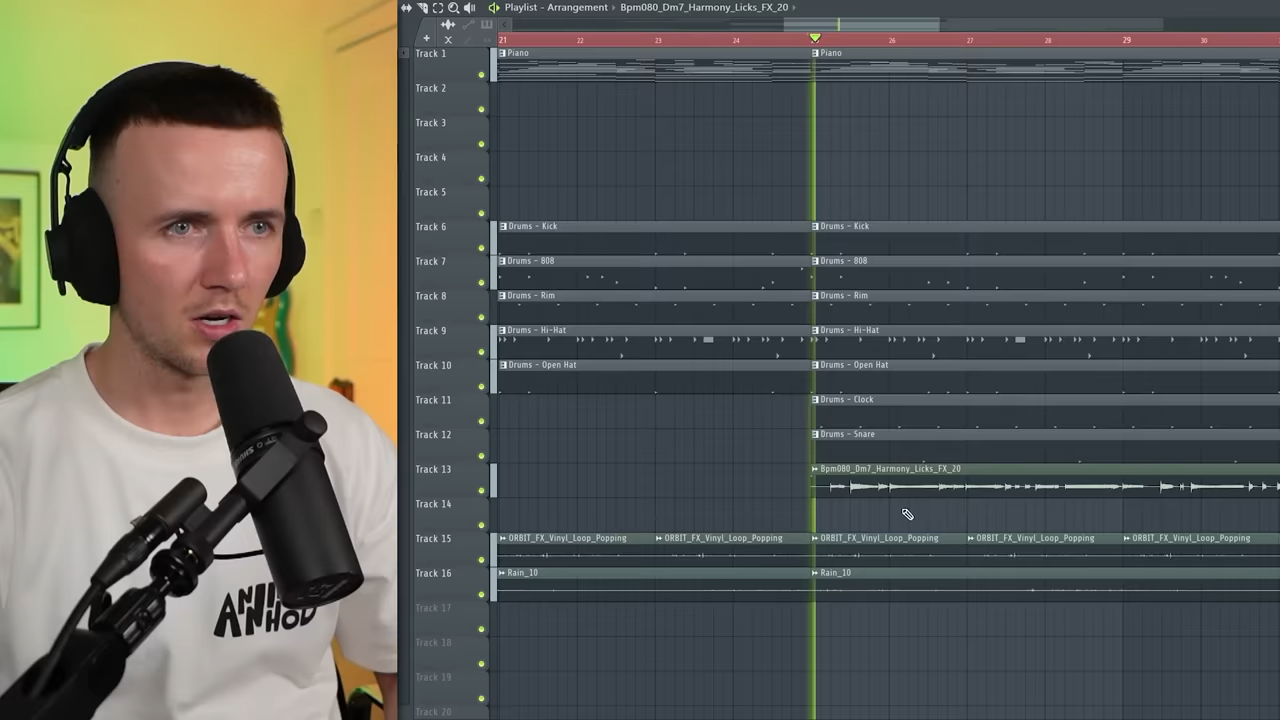 Playlist - Arrangement › Bpm080_Dm7_Harmony_Licks_FX_20 ›
21 22 23 24 26 27 28 29 30
Track 1 Piano Piano
Track 2
Track 3
Track 4
Track 5
Track 6 Drums - Kick Drums - Kick
Track 7 Drums - 808 Drums - 808
Track 8 Drums - Rim Drums - Rim
Track 9 Drums - Hi-Hat Drums - Hi-Hat
Track 10 Drums - Open Hat Drums - Open Hat
Track 11 Drums - Clock
Track 12 Drums - Snare
Track 13 Bpm080_Dm7_Harmony_Licks_FX_20
Track 14
Track 15 ORBIT_FX_Vinyl_Loop_Popping ORBIT_FX_Vinyl_Loop_Popping ORBIT_FX_Vinyl_Loop_Popping ORBIT_FX_Vinyl_Loop_Popping ORBIT_FX_Vinyl_Loop_Popping
Track 16 Rain_10 Rain_10
Track 17
Track 18
Track 19
Track 20